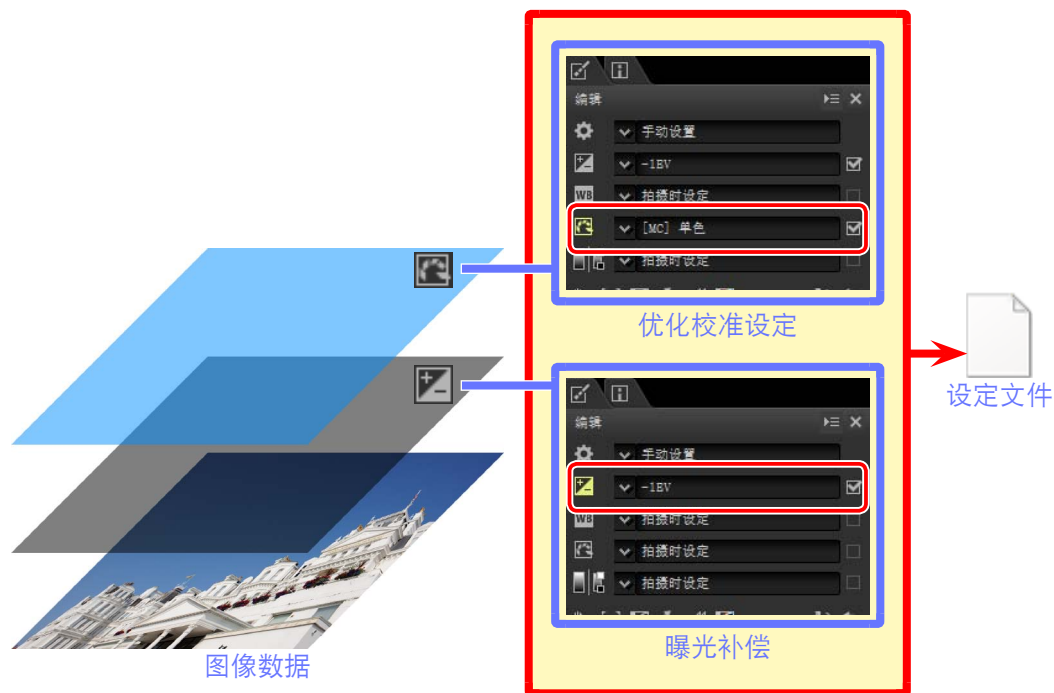 编辑
手动设置
-1EV
WB 拍摄时设定
[MC] 单色
拍摄时设定
优化校准设定
设定文件
编辑
手动设置
-1EV
WB 拍摄时设定
拍摄时设定
拍摄时设定
曝光补偿
图像数据